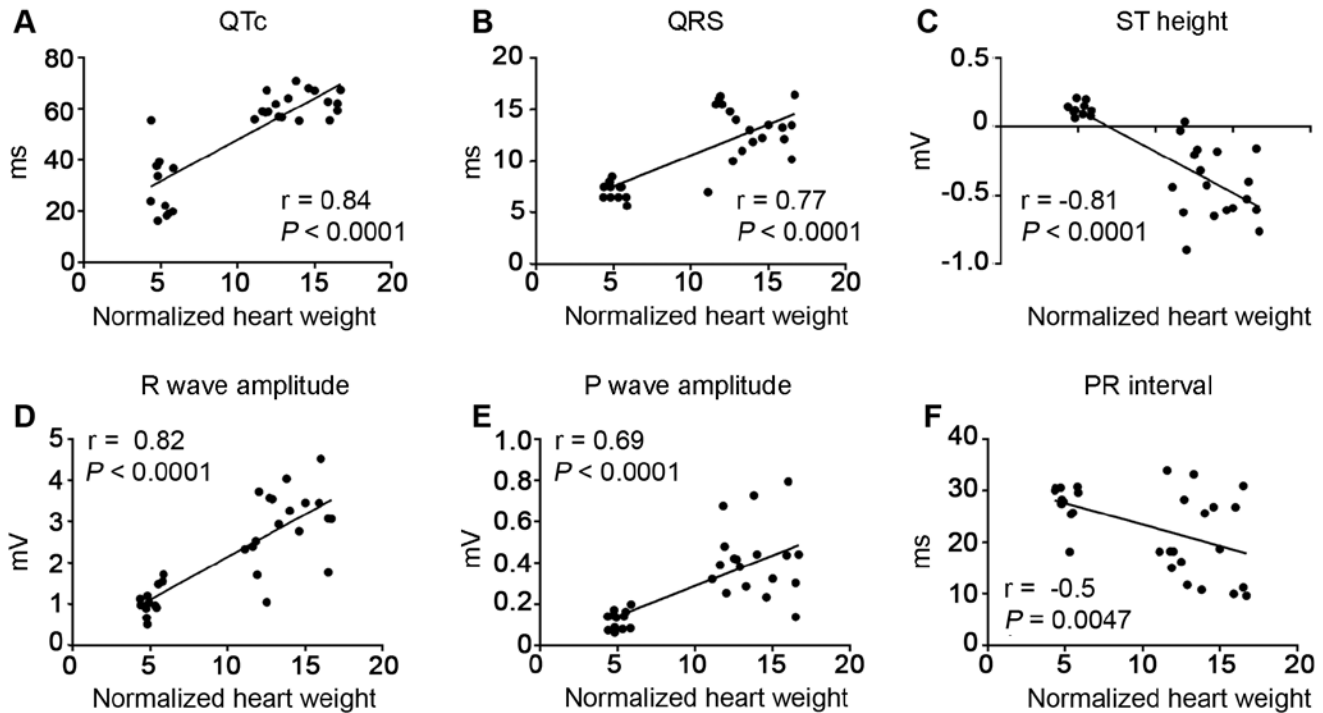 A
QTc
80
60
40
20
0
ms
r = 0.84
P < 0.0001
0 5 10 15 20
Normalized heart weight
B
QRS
20
15
10
5
0
ms
r = 0.77
P < 0.0001
0 5 10 15 20
Normalized heart weight
C
ST height
0.5
0
-0.5
-1.0
mV
r = -0.81
P < 0.0001
Normalized heart weight
D
R wave amplitude
r = 0.82
P < 0.0001
5
4
3
2
1
0
mV
0 5 10 15 20
Normalized heart weight
E
P wave amplitude
r = 0.69
P < 0.0001
1.0
0.8
0.6
0.4
0.2
0
mV
0 5 10 15 20
Normalized heart weight
F
PR interval
40
30
20
10
0
ms
r = -0.5
P = 0.0047
0 5 10 15 20
Normalized heart weight